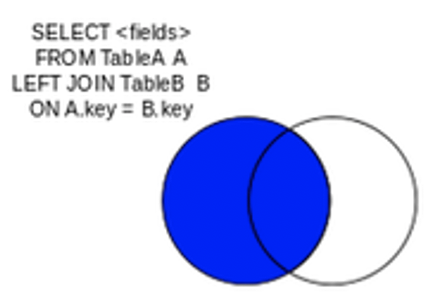 SELECT <fields>
FROM TableA A
LEFT JOIN TableB B
ON A.key = B.key